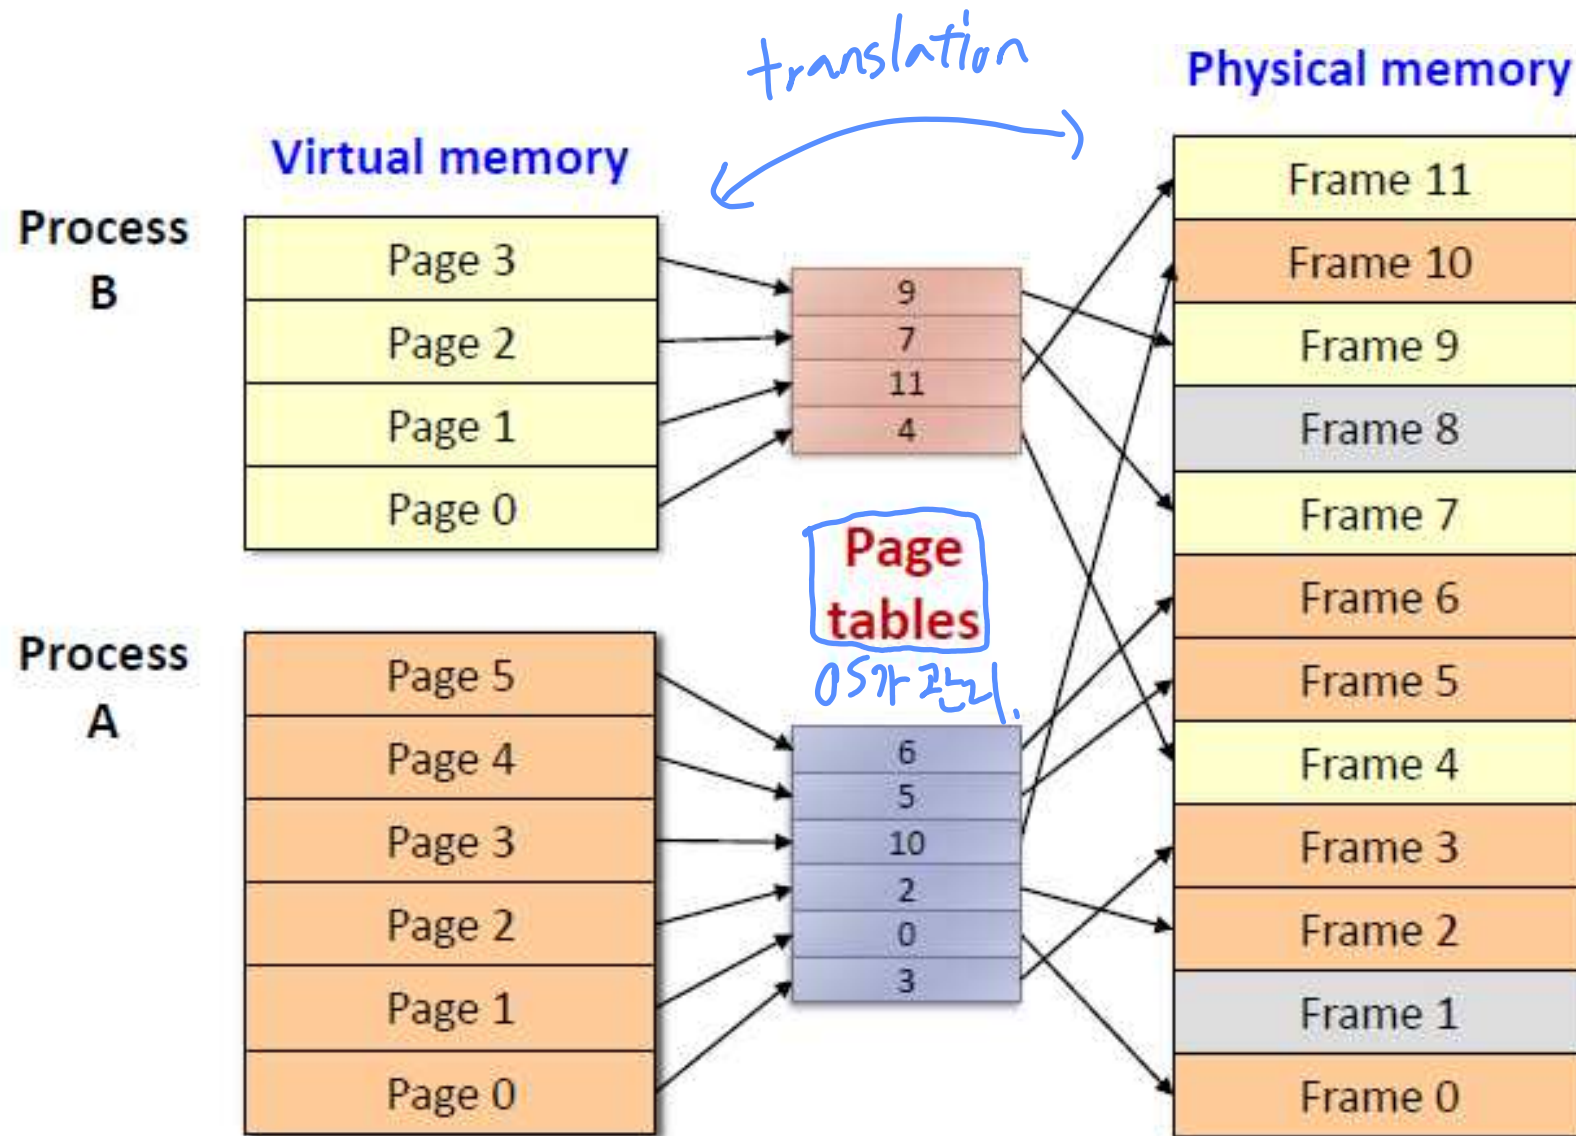 translation
Physical memory
Virtual memory
Process
B
Page 3
Page 2
Page 1
Page 0
9
7
11
4
Page
tables
OS가 관리.
Process
A
Page 5
Page 4
Page 3
Page 2
Page 1
Page 0
6
5
10
2
0
3
Frame 11
Frame 10
Frame 9
Frame 8
Frame 7
Frame 6
Frame 5
Frame 4
Frame 3
Frame 2
Frame 1
Frame 0